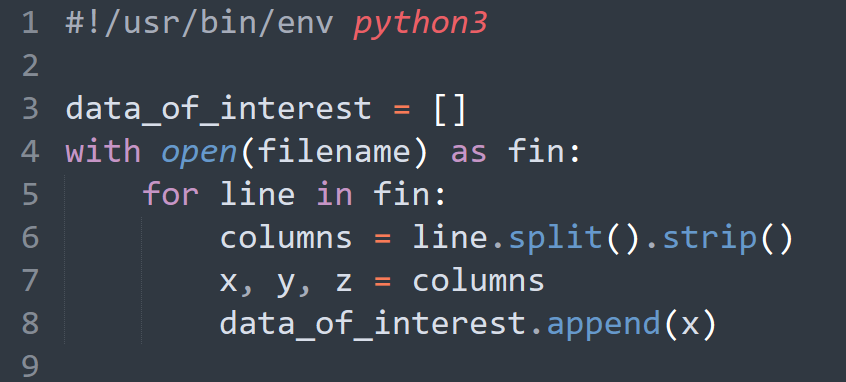 1 #!/usr/bin/env python3
2
3 data_of_interest = []
4 with open(filename) as fin:
5     for line in fin:
6         columns = line.split().strip()
7         x, y, z = columns
8         data_of_interest.append(x)
9